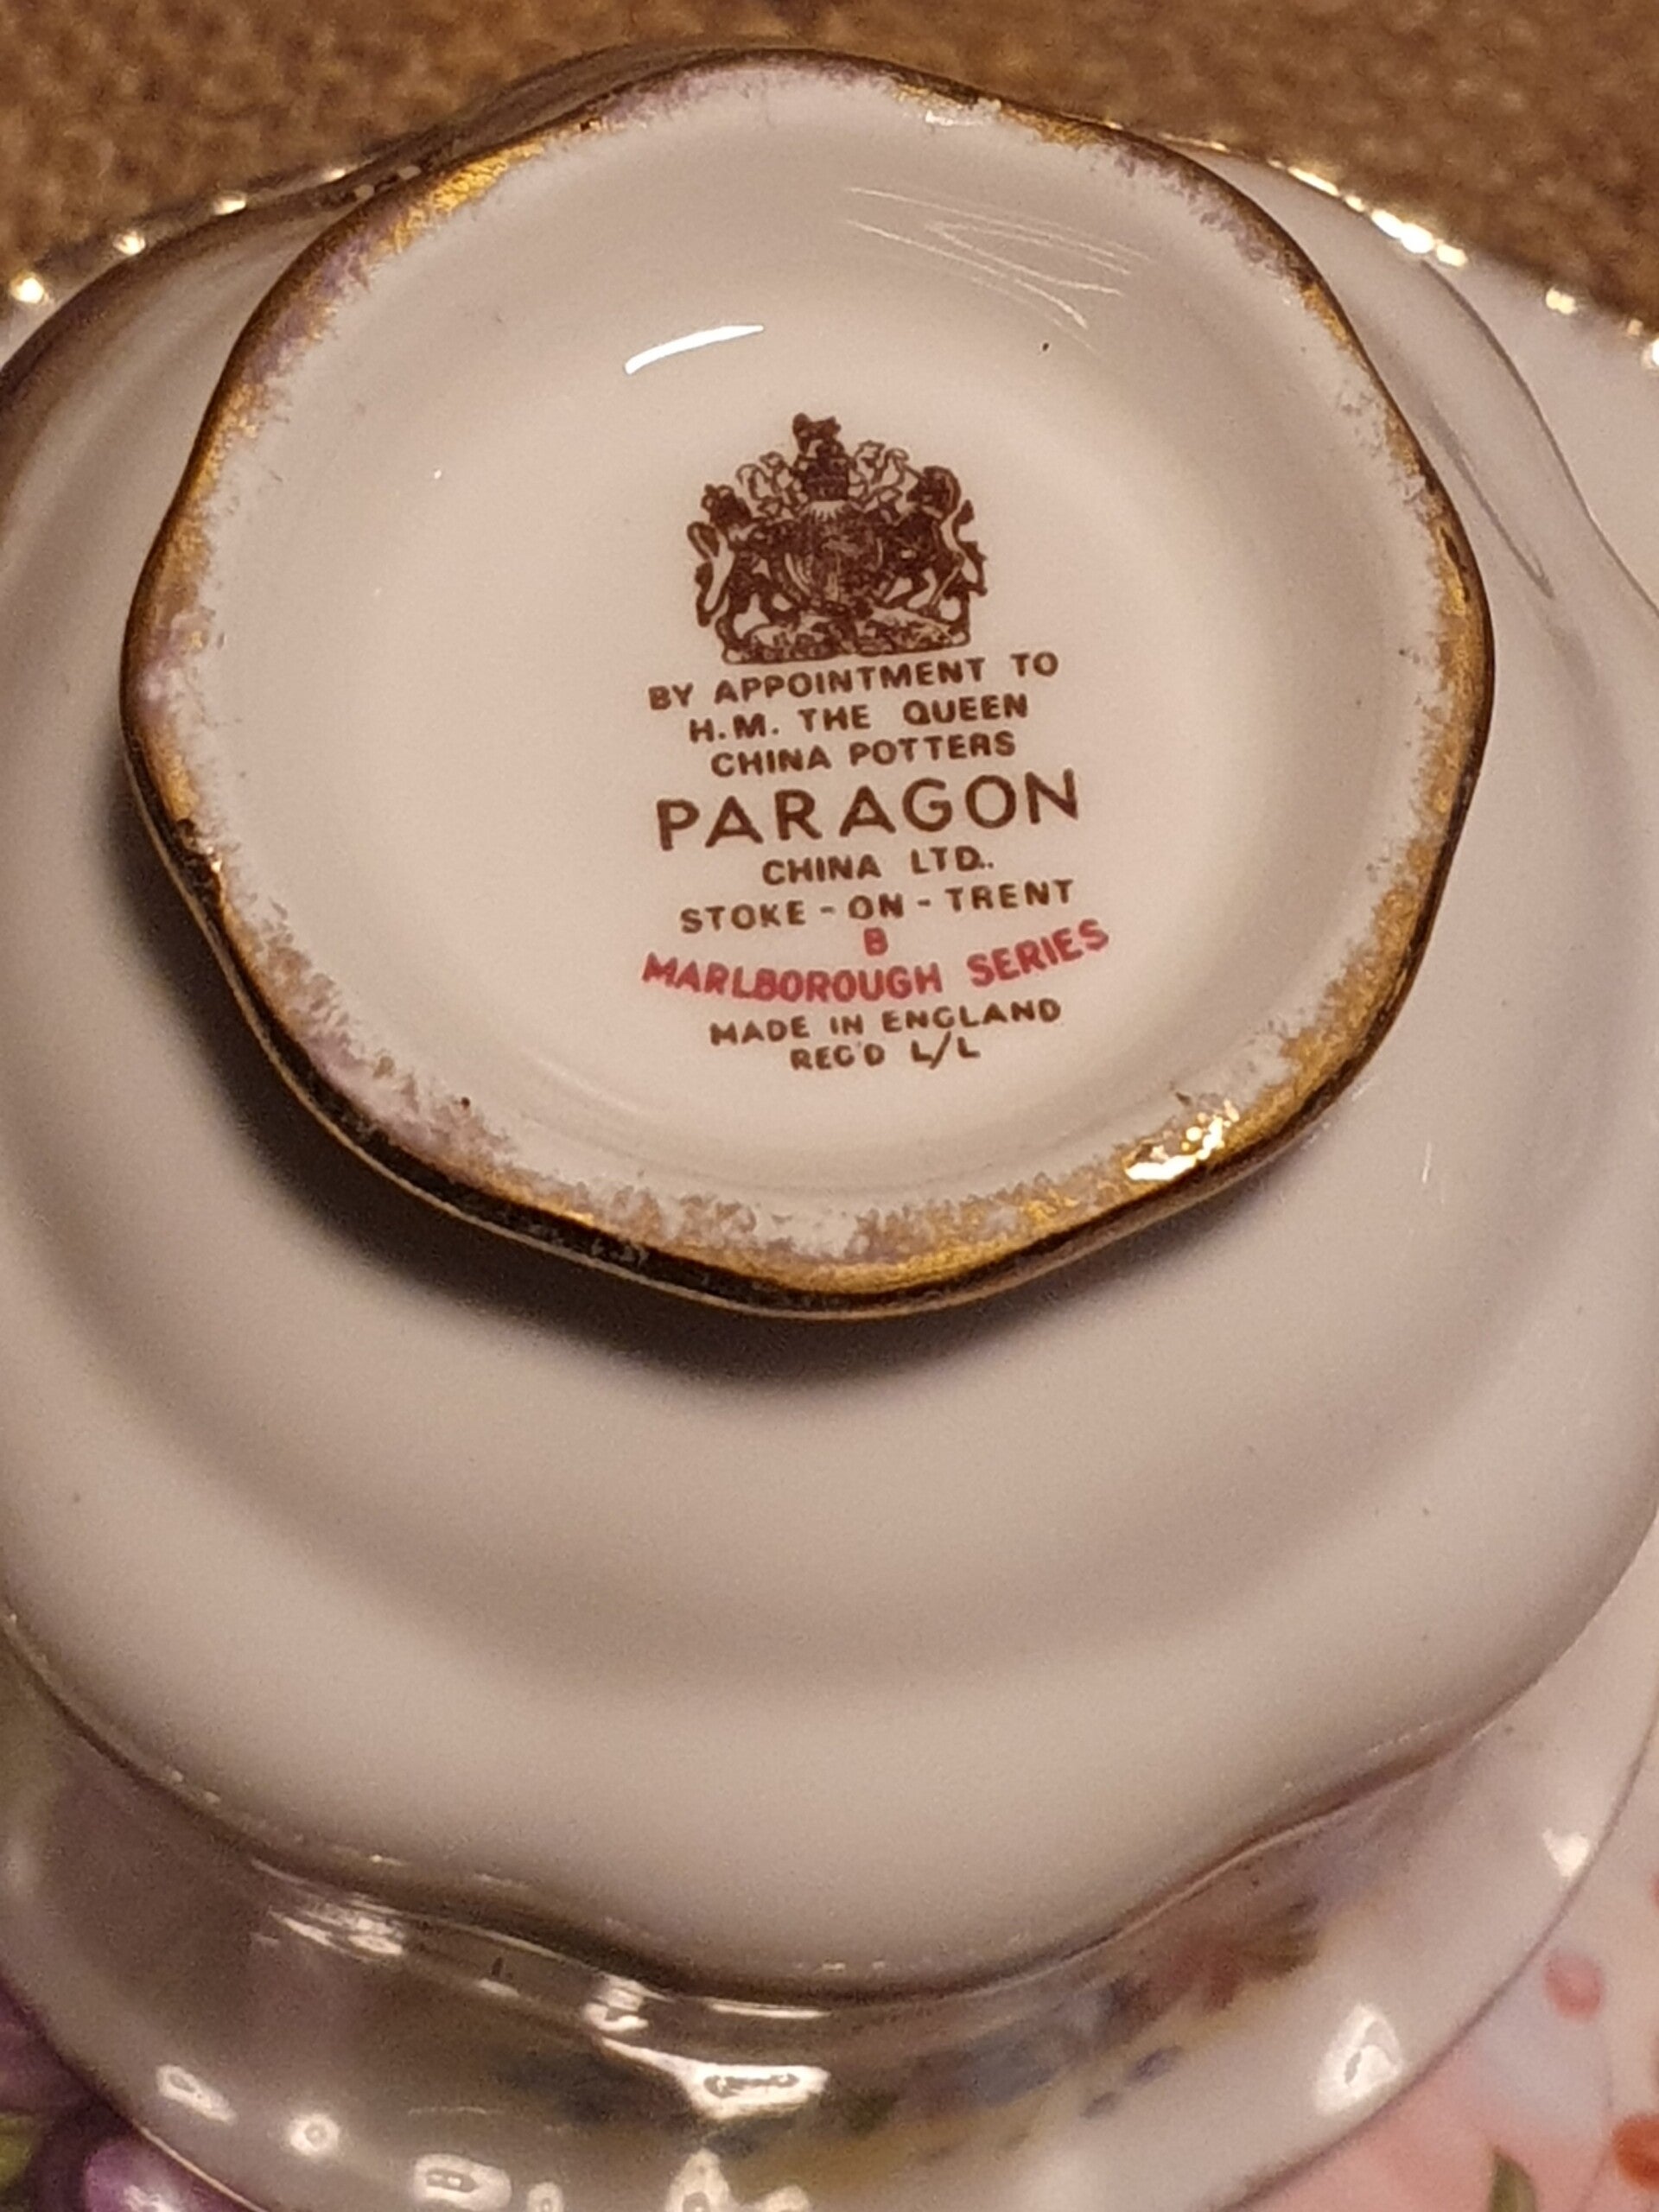 BY APPOINTMENT TO
H.M. THE QUEEN
CHINA POTTERS
PARAGON
CHINA LTD.
STOKE - ON - TRENT
B
MARLBOROUGH SERIES
MADE IN ENGLAND
REG'D L/L